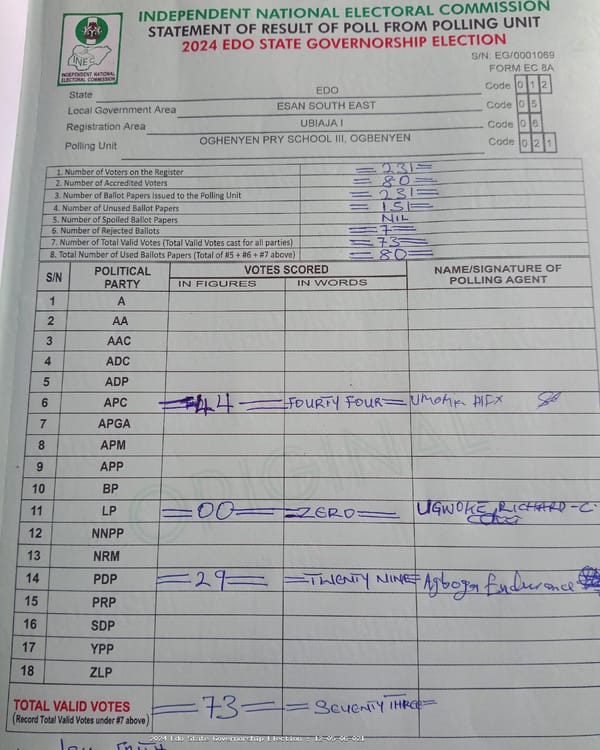 INDEPENDENT NATIONAL ELECTORAL COMMISSION
STATEMENT OF RESULT OF POLL FROM POLLING UNIT
2024 EDO STATE GOVERNORSHIP ELECTION
INEC
INDEPENDENT NATIONAL
ELECTORAL COMMISSION
S/N: EG/0001069
FORM EC 8A
State EDO Code 0 1 2
Local Government Area ESAN SOUTH EAST Code 0 5
Registration Area UBIAJA I Code 0 6
Polling Unit OGHENYEN PRY SCHOOL III, OGBENYEN Code 0 2 1
1. Number of Voters on the Register = 231 =
2. Number of Accredited Voters = 80 =
3. Number of Ballot Papers Issued to the Polling Unit = 231 =
4. Number of Unused Ballot Papers = 151 =
5. Number of Spoiled Ballot Papers NIL
6. Number of Rejected Ballots = 7 =
7. Number of Total Valid Votes (Total Valid Votes cast for all parties) = 73 =
8. Total Number of Used Ballots Papers (Total of #5 + #6 + #7 above) = 80 =
S/N POLITICAL PARTY VOTES SCORED NAME/SIGNATURE OF POLLING AGENT
IN FIGURES IN WORDS
1 A
2 AA
3 AAC
4 ADC
5 ADP
6 APC = 44 = FOURTY FOUR =
7 APGA
8 APM
9 APP
10 BP
ORIGINAL
11 LP = 00 = ZERO = UGWOKE RICHARD-C.
12 NNPP
13 NRM
14 PDP = 29 = = TWENTY NINE = Agboga Endurance
15 PRP
16 SDP
17 YPP
18 ZLP
TOTAL VALID VOTES = 73 = = SEVENTY THREE =
(Record Total Valid Votes under #7 above)
2024 Edo State Governorship Election : 12-05-06-021